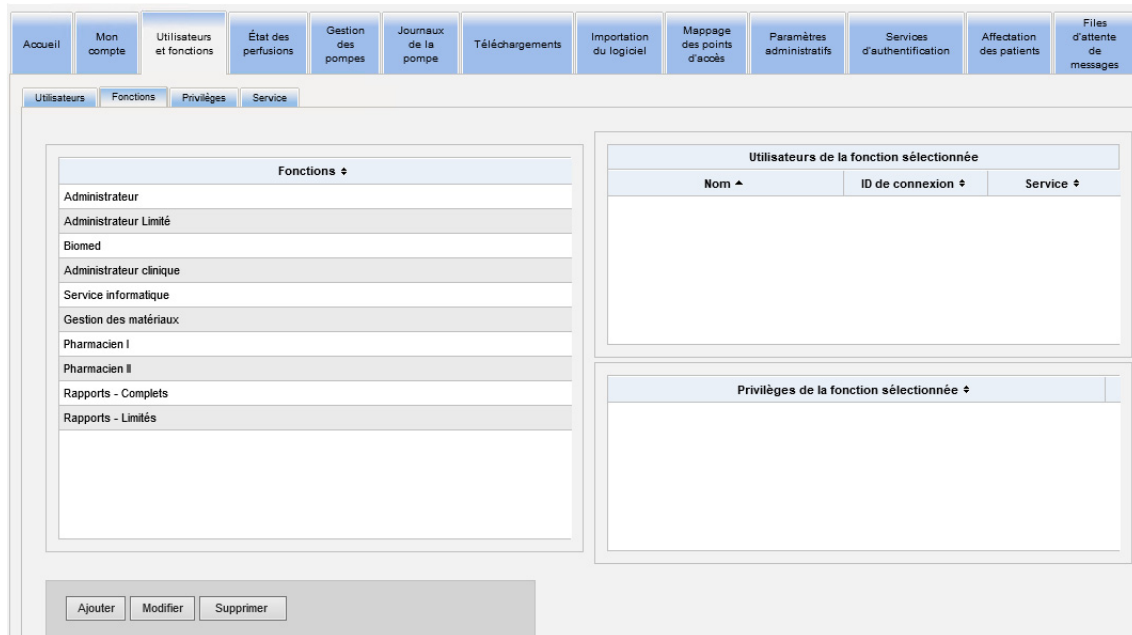 Accueil
Mon
compte
Utilisateurs
et fonctions
État des
perfusions
Gestion
des
pompes
Journaux
de la
pompe
Téléchargements
Importation
du logiciel
Mappage
des points
d'accès
Paramètres
administratifs
Services
d'authentification
Affectation
des patients
Files
d'attente
de
messages
Utilisateurs
Fonctions
Privilèges
Service
Fonctions
Administrateur
Administrateur Limité
Biomed
Administrateur clinique
Service informatique
Gestion des matériaux
Pharmacien I
Pharmacien II
Rapports - Complets
Rapports - Limités
Utilisateurs de la fonction sélectionnée
Nom
ID de connexion
Service
Privilèges de la fonction sélectionnée
Ajouter
Modifier
Supprimer